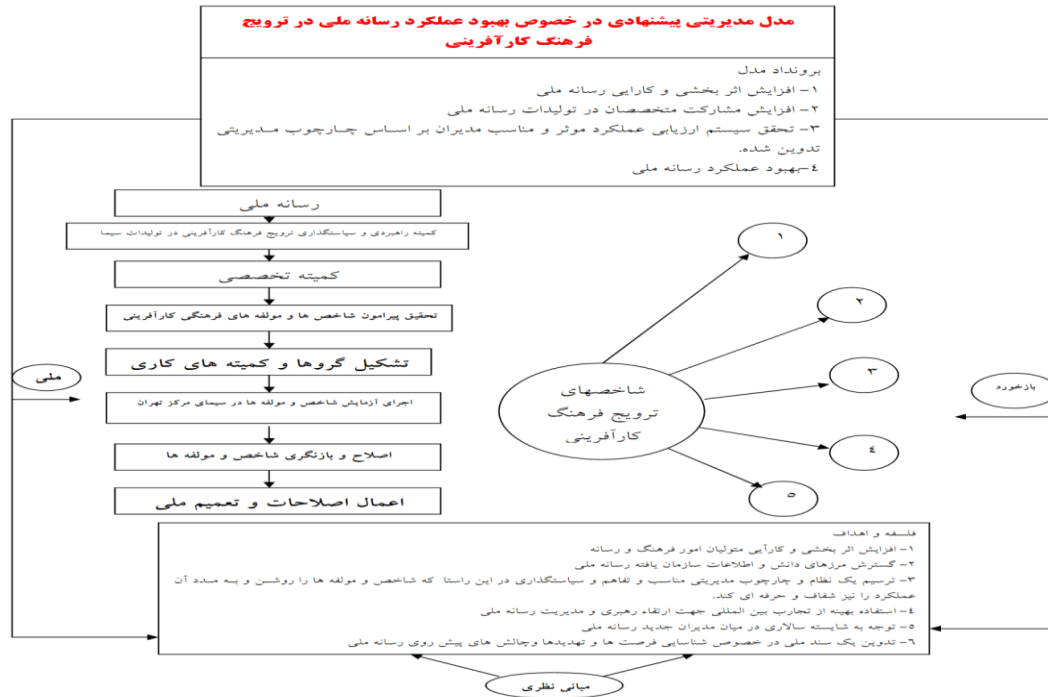 مدل مدیریتی پیشنهادی در خصوص بهبود عملکرد رسانه ملی در ترویج
فرهنگ کارآفرینی
برونداد مدل
۱- افزایش اثر بخشی و کارایی رسانه ملی
۲- افزایش مشارکت متخصصان در تولیدات رسانه ملی
۳- تحقق سیستم ارزیابی عملکرد موثر و مناسب مدیران بر اساس چارچوب مدیریتی
تدوین شده.
٤-بهبود عملکرد رسانه ملی
رسانه ملی
کمیته راهبردی و سیاستگذاری ترویج فرهنگ کارآفرینی در تولیدات سیما
کمیته تخصصی
تحقیق پیرامون شاخص ها و مولفه های فرهنگی کارآفرینی
تشکیل گروها و کمیته های کاری
اجرای آزمایش شاخص و مولفه ها در سیمای مرکز تهران
اصلاح و بازنگری شاخص و مولفه ها
اعمال اصلاحات و تعمیم ملی
ملی
شاخصهای
ترویج فرهنگ
کارآفرینی
۱
۲
۳
٤
۵
بازخورد
فلسفه و اهداف
۱- افزایش اثر بخشی و کارآیی متولیان امور فرهنگ و رسانه
۲- گسترش مرزهای دانش و اطلاعات سازمان یافته رسانه ملی
۳- ترسیم یک نظام و چارچوب مدیریتی مناسب و تفاهم و سیاستگذاری در این راستا که شاخص و مولفه ها را روشن و به مدد آن
عملکرد را نیز شفاف و حرفه ای کند.
٤- استفاده بهینه از تجارب بین المللی جهت ارتقاء رهبری و مدیریت رسانه ملی
۵- توجه به شایسته سالاری در میان مدیران جدید رسانه ملی
٦- تدوین یک سند ملی در خصوص شناسایی فرصت ها و تهدیدها وچالش های پیش روی رسانه ملی
مبانی نظری